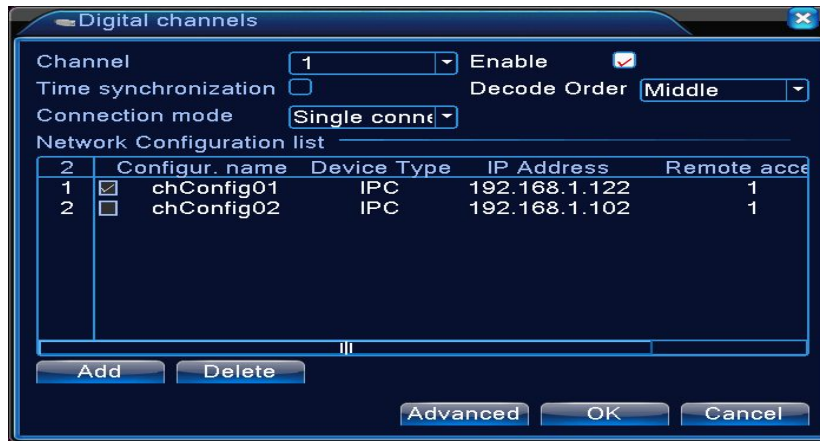 Digital channels
Channel 1 Enable
Time synchronization Decode Order Middle
Connection mode Single conne
Network Configuration list
2 Configur. name Device Type IP Address Remote acce
1 chConfig01 IPC 192.168.1.122 1
2 chConfig02 IPC 192.168.1.102 1
Add Delete
Advanced OK Cancel